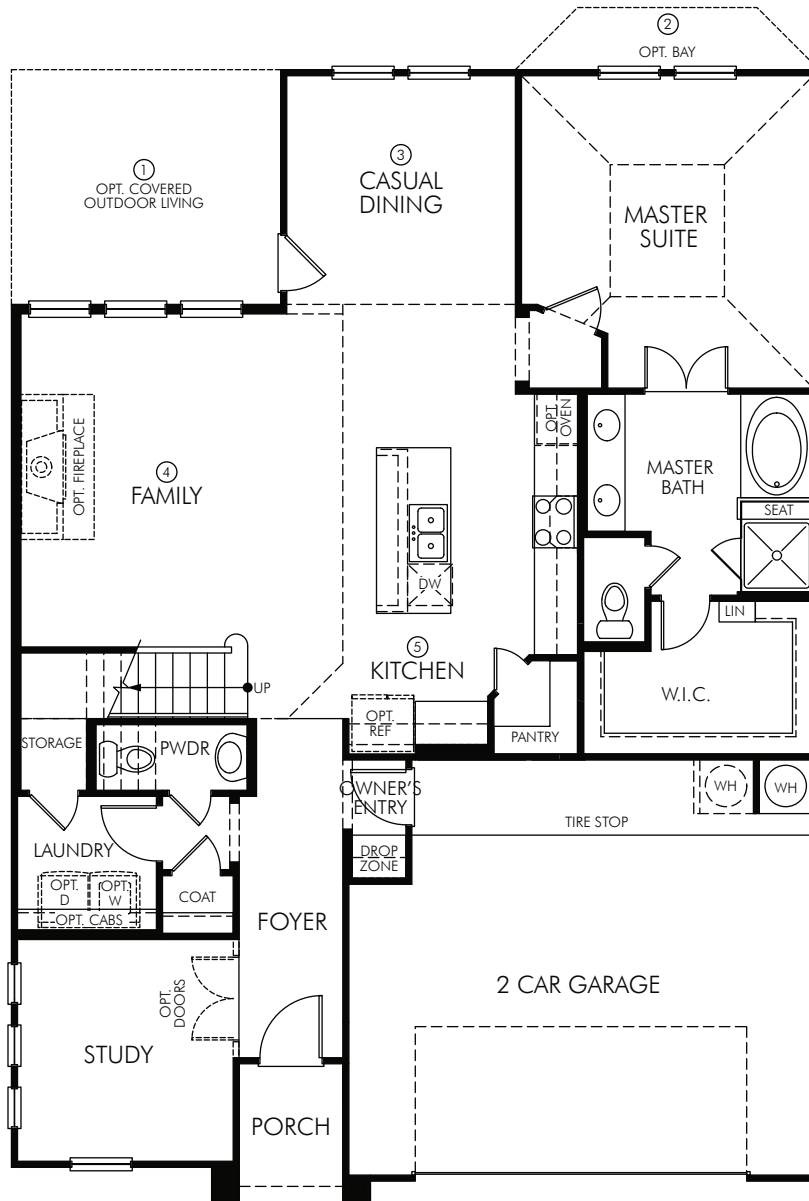 2
OPT. BAY
1
OPT. COVERED
OUTDOOR LIVING
3
CASUAL
DINING
MASTER
SUITE
4
FAMILY
OPT. FIREPLACE
OPT.
OVEN
MASTER
BATH
SEAT
DW
LIN
5
KITCHEN
W.I.C.
UP
OPT.
REF
PANTRY
STORAGE
PWDR
OWNER'S
ENTRY
WH
WH
TIRE STOP
DROP
ZONE
LAUNDRY
OPT.
D
OPT.
W
OPT. CABS
COAT
FOYER
OPT.
DOORS
2 CAR GARAGE
STUDY
PORCH